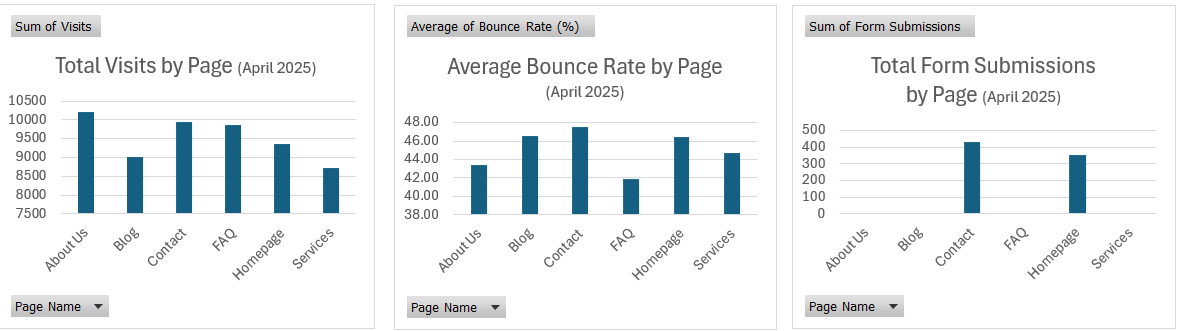 Sum of Visits
Total Visits by Page (April 2025)
10500
10000
9500
9000
8500
8000
7500
About Us
Blog
Contact
FAQ
Homepage
Services
Page Name
Average of Bounce Rate (%)
Average Bounce Rate by Page
(April 2025)
48.00
46.00
44.00
42.00
40.00
38.00
About Us
Blog
Contact
FAQ
Homepage
Services
Page Name
Sum of Form Submissions
Total Form Submissions
by Page (April 2025)
500
400
300
200
100
0
About Us
Blog
Contact
FAQ
Homepage
Services
Page Name